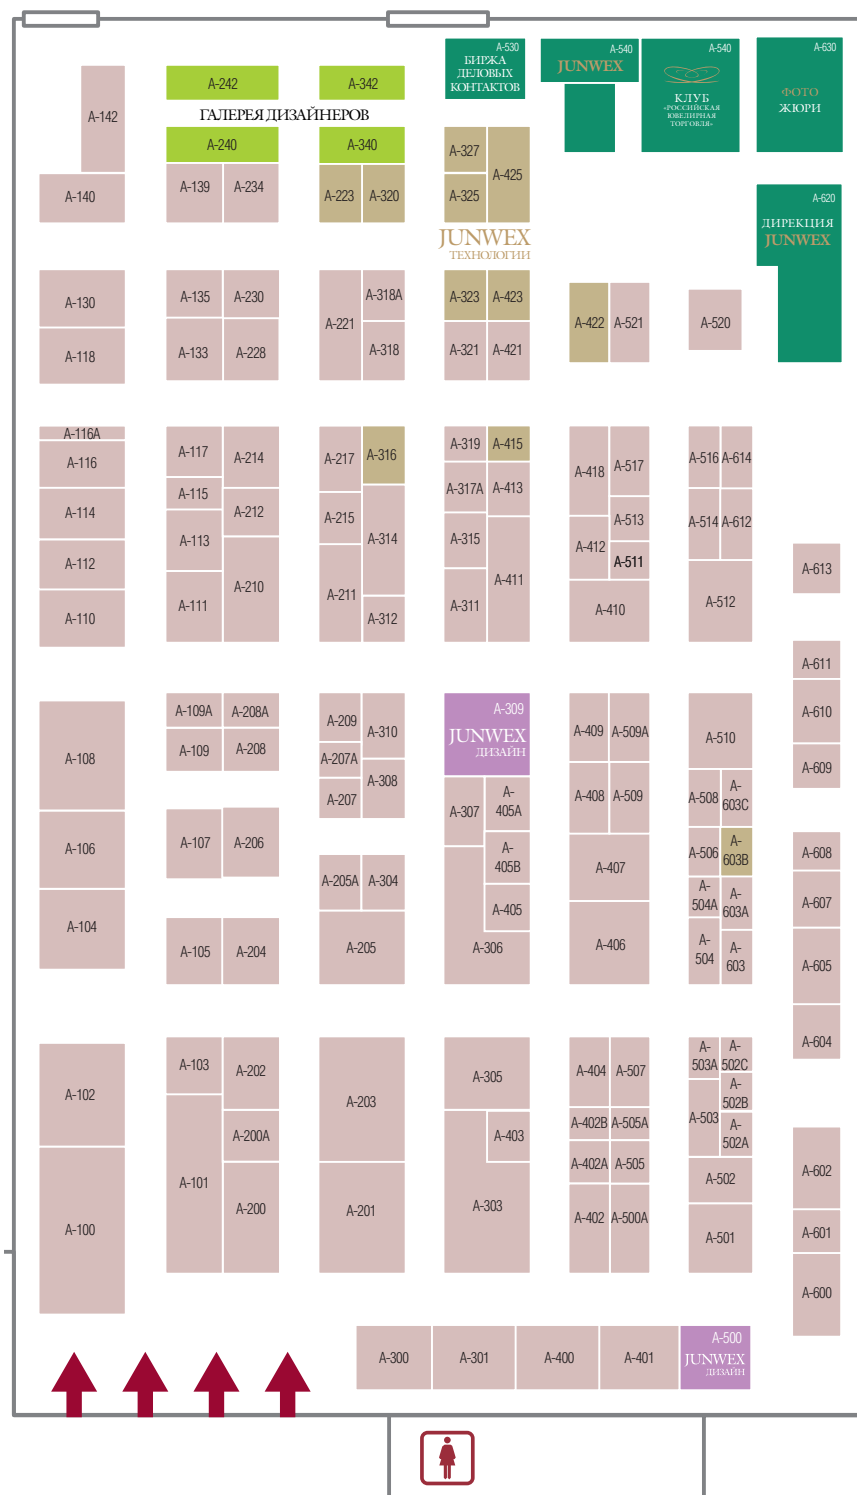 A-530
БИРЖА
ДЕЛОВЫХ
КОНТАКТОВ
A-540
JUNWEX
A-540
КЛУБ
«РОССИЙСКАЯ
ЮВЕЛИРНАЯ
ТОРГОВЛЯ»
A-630
ФОТО
ЖЮРИ
A-142
A-242
A-342
ГАЛЕРЕЯ ДИЗАЙНЕРОВ
A-240
A-340
A-327
A-425
A-140
A-139
A-234
A-223
A-320
A-325
A-620
ДИРЕКЦИЯ
JUNWEX
JUNWEX
ТЕХНОЛОГИИ
A-130
A-135
A-230
A-221
A-318A
A-323
A-423
A-422
A-521
A-520
A-118
A-133
A-228
A-318
A-321
A-421
A-116A
A-116
A-117
A-214
A-217
A-316
A-319
A-415
A-418
A-517
A-516
A-614
A-115
A-317A
A-413
A-114
A-212
A-215
A-513
A-514
A-612
A-113
A-314
A-315
A-412
A-112
A-511
A-613
A-110
A-111
A-210
A-211
A-312
A-311
A-411
A-410
A-512
A-611
A-109A
A-208A
A-209
A-310
A-309
JUNWEX
ДИЗАЙН
A-409
A-509A
A-510
A-610
A-108
A-109
A-208
A-207A
A-308
A-609
A-207
A-307
A-
405A
A-408
A-509
A-508
A-
603C
A-106
A-107
A-206
A-
405B
A-407
A-506
A-
603B
A-608
A-205A
A-304
A-
504A
A-
603A
A-607
A-104
A-105
A-204
A-205
A-405
A-306
A-406
A-
504
A-
603
A-605
A-604
A-102
A-103
A-202
A-203
A-305
A-404
A-507
A-
503A
A-
502C
A-
502B
A-200A
A-403
A-402B
A-505A
A-503
A-
502A
A-402A
A-505
A-602
A-101
A-502
A-100
A-200
A-201
A-303
A-402
A-500A
A-501
A-601
A-600
A-300
A-301
A-400
A-401
A-500
JUNWEX
ДИЗАЙН